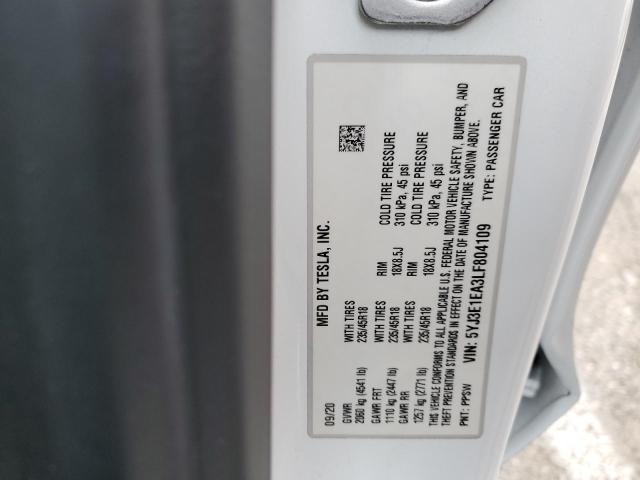 MFD BY TESLA, INC.
09/20
GVWR
2060 kg (4541 lb)
WITH TIRES
235/45R18
RIM
18X8.5J
COLD TIRE PRESSURE
310 kPa, 45 psi
GAWR FRT
1110 kg (2447 lb)
WITH TIRES
235/45R18
RIM
18X8.5J
COLD TIRE PRESSURE
310 kPa, 45 psi
GAWR RR
1257 kg (2771 lb)
WITH TIRES
235/45R18
THIS VEHICLE CONFORMS TO ALL APPLICABLE U.S. FEDERAL MOTOR VEHICLE SAFETY, BUMPER, AND
THEFT PREVENTION STANDARDS IN EFFECT ON THE DATE OF MANUFACTURE SHOWN ABOVE.
VIN: 5YJ3E1EA3LF804109
PNT: PPSW
TYPE: PASSENGER CAR